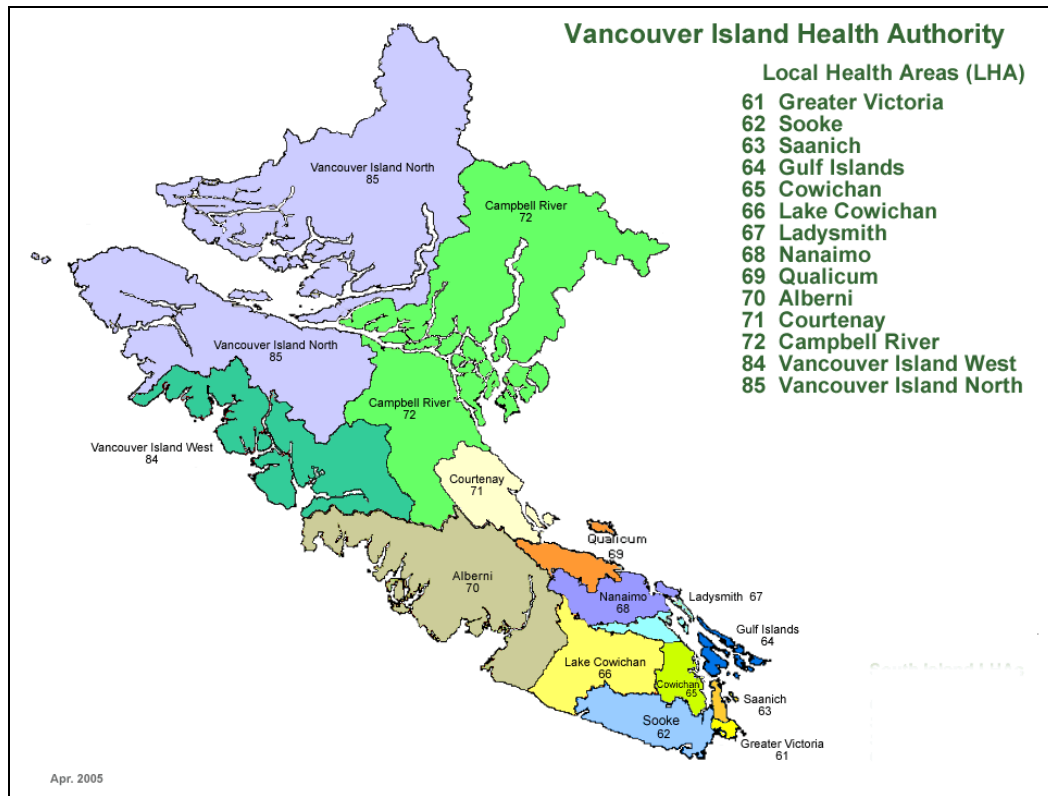 Vancouver Island Health Authority
Local Health Areas (LHA)
61 Greater Victoria
62 Sooke
63 Saanich
64 Gulf Islands
65 Cowichan
66 Lake Cowichan
67 Ladysmith
68 Nanaimo
69 Qualicum
70 Alberni
71 Courtenay
72 Campbell River
84 Vancouver Island West
85 Vancouver Island North
Vancouver Island North
85
Campbell River
72
Vancouver Island North
85
Campbell River
72
Vancouver Island West
84
Courtenay
71
Qualicum
69
Alberni
70
Nanaimo
68
Ladysmith 67
Gulf Islands
64
Lake Cowichan
66
Cowichan
65
Saanich
63
Sooke
62
Greater Victoria
61
Apr. 2005